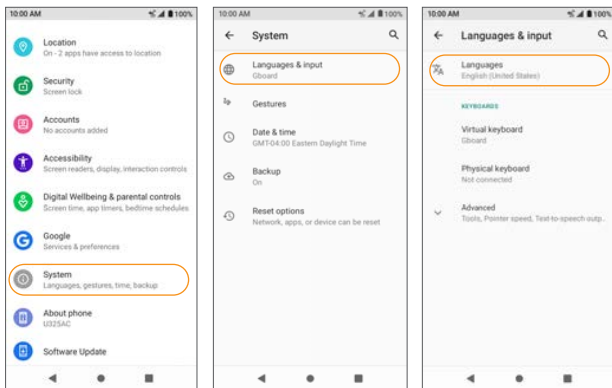 10:00 AM
100%
Location
On - 2 apps have access to location
Security
Screen lock
Accounts
No accounts added
Accessibility
Screen readers, display, interaction controls
Digital Wellbeing & parental controls
Screen time, app timers, bedtime schedules
Google
Services & preferences
System
Languages, gestures, time, backup
About phone
U325AC
Software Update
10:00 AM
100%
System
Languages & input
Gboard
Gestures
Date & time
GMT-04:00 Eastern Daylight Time
Backup
On
Reset options
Network, apps, or device can be reset
10:00 AM
100%
Languages & input
Languages
English (United States)
KEYBOARDS
Virtual keyboard
Gboard
Physical keyboard
Not connected
Advanced
Tools, Pointer speed, Text-to-speech outp..